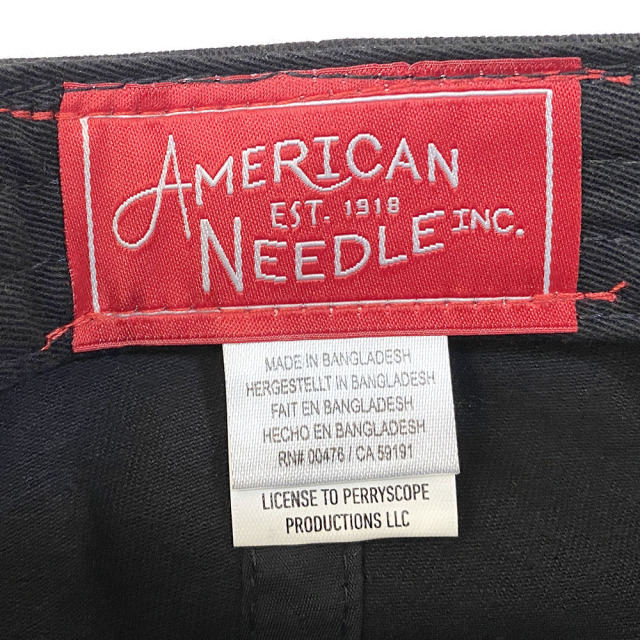 AMERICAN
EST. 1918
NEEDLE INC.
MADE IN BANGLADESH
HERGESTELLT IN BANGLADESH
FAIT EN BANGLADESH
HECHO EN BANGLADESH
RN# 00476 / CA 59191
LICENSE TO PERRYSCOPE
PRODUCTIONS LLC